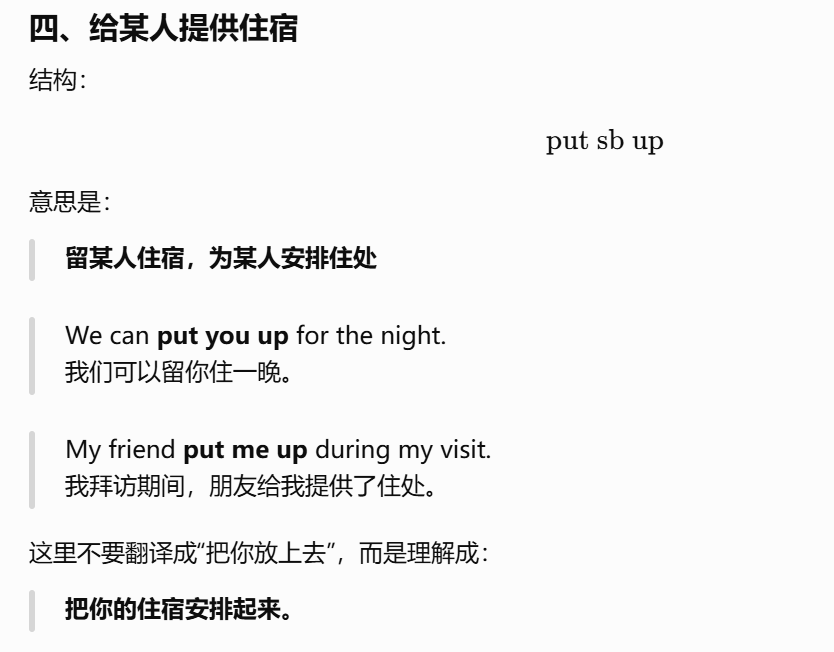 四、给某人提供住宿
结构：
put sb up
意思是：
留某人住宿，为某人安排住处
We can put you up for the night.
我们可以留你住一晚。
My friend put me up during my visit.
我拜访期间，朋友给我提供了住处。
这里不要翻译成“把你放上去”，而是理解成：
把你的住宿安排起来。